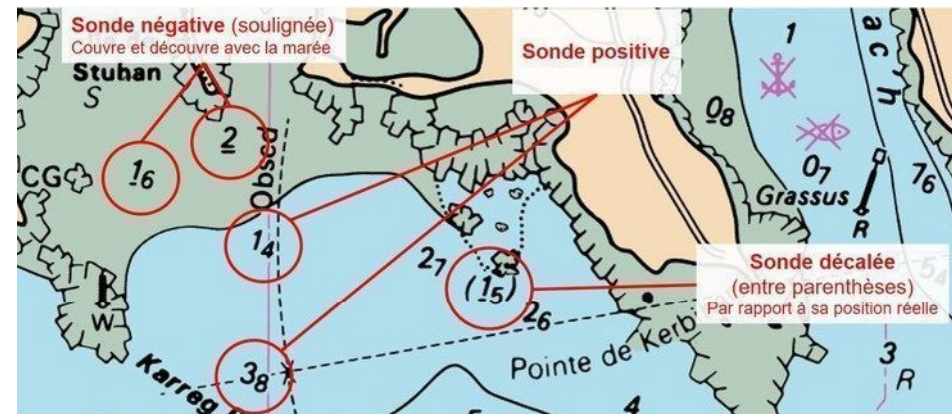 Sonde négative (soulignée)
Couvre et découvre avec la marée
Sonde positive
Stuhan
S
1
ac'h
2
0₈
CG
1₆
Obscd
0₇
7₆
Grassus
R
1₄
2₇
(1₅)
Sonde décalée
(entre parenthèses)
Par rapport à sa position réelle
W
2₆
3₈
Pointe de Kerbi
3
R
Karreg
4